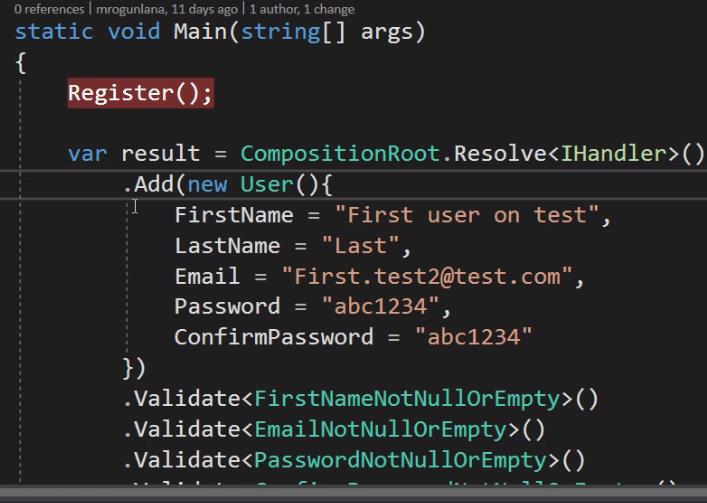 0 references | mrogunlana, 11 days ago | 1 author, 1 change
static void Main(string[] args)
{
Register();
var result = CompositionRoot.Resolve<IHandler>()
.Add(new User(){
FirstName = "First user on test",
LastName = "Last",
Email = "First.test2@test.com",
Password = "abc1234",
ConfirmPassword = "abc1234"
})
.Validate<FirstNameNotNullOrEmpty>()
.Validate<EmailNotNullOrEmpty>()
.Validate<PasswordNotNullOrEmpty>()